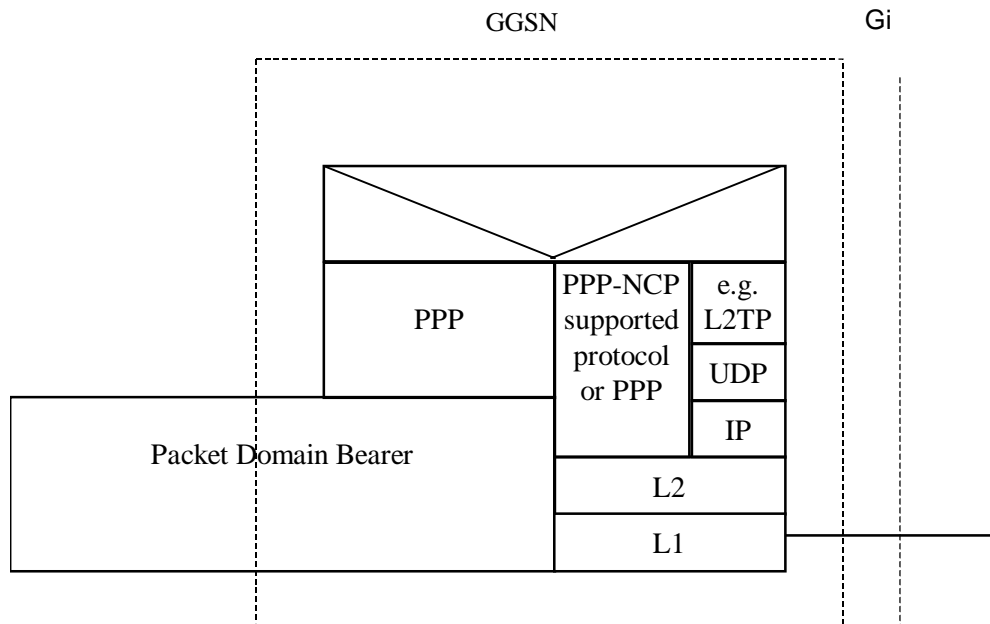 GGSN
Gi
PPP
PPP-NCP
supported
protocol
or PPP
e.g.
L2TP
UDP
IP
Packet Domain Bearer
L2
L1